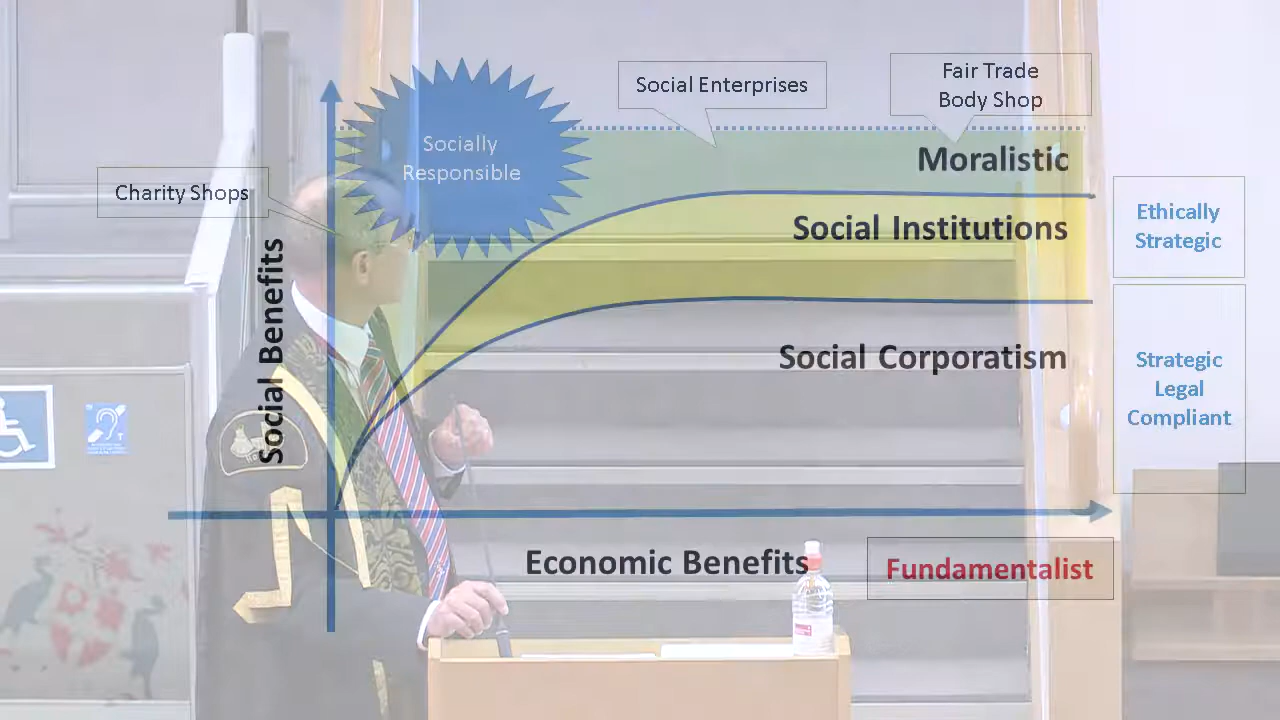 Social Enterprises
Fair Trade
Body Shop
Socially
Responsible
Moralistic
Charity Shops
Ethically
Strategic
Social Institutions
Social Benefits
Social Corporatism
Strategic
Legal
Compliant
Economic Benefits
Fundamentalist